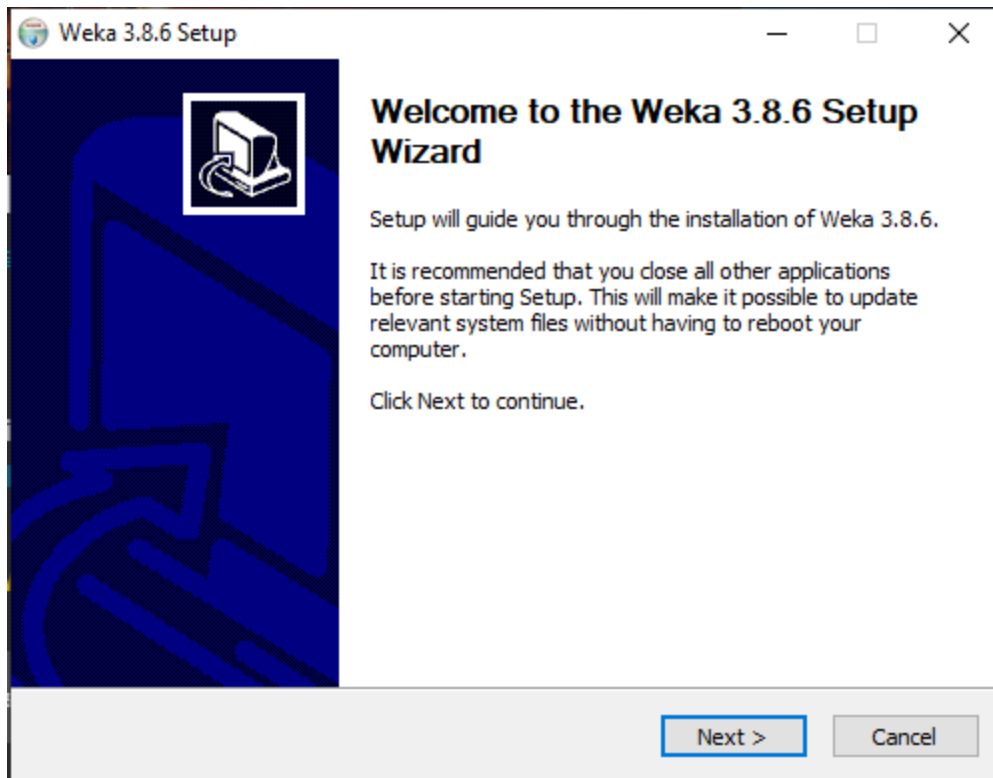 Weka 3.8.6 Setup
Welcome to the Weka 3.8.6 Setup
Wizard
Setup will guide you through the installation of Weka 3.8.6.
It is recommended that you close all other applications
before starting Setup. This will make it possible to update
relevant system files without having to reboot your
computer.
Click Next to continue.
Next >
Cancel